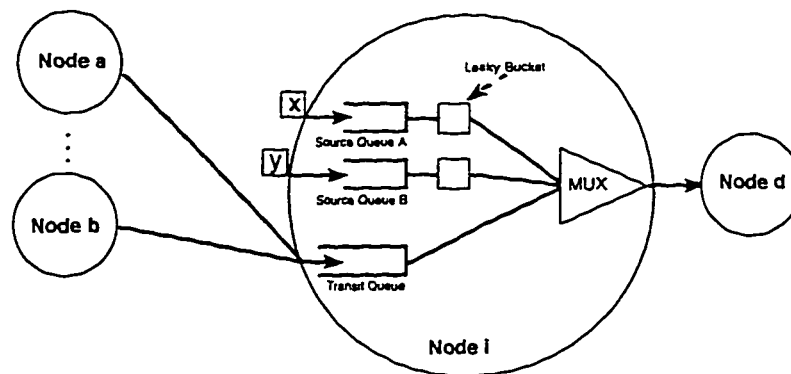 Node a
Node b
x
y
Leaky Bucket
Source Queue A
Source Queue B
Transit Queue
MUX
Node d
Node i